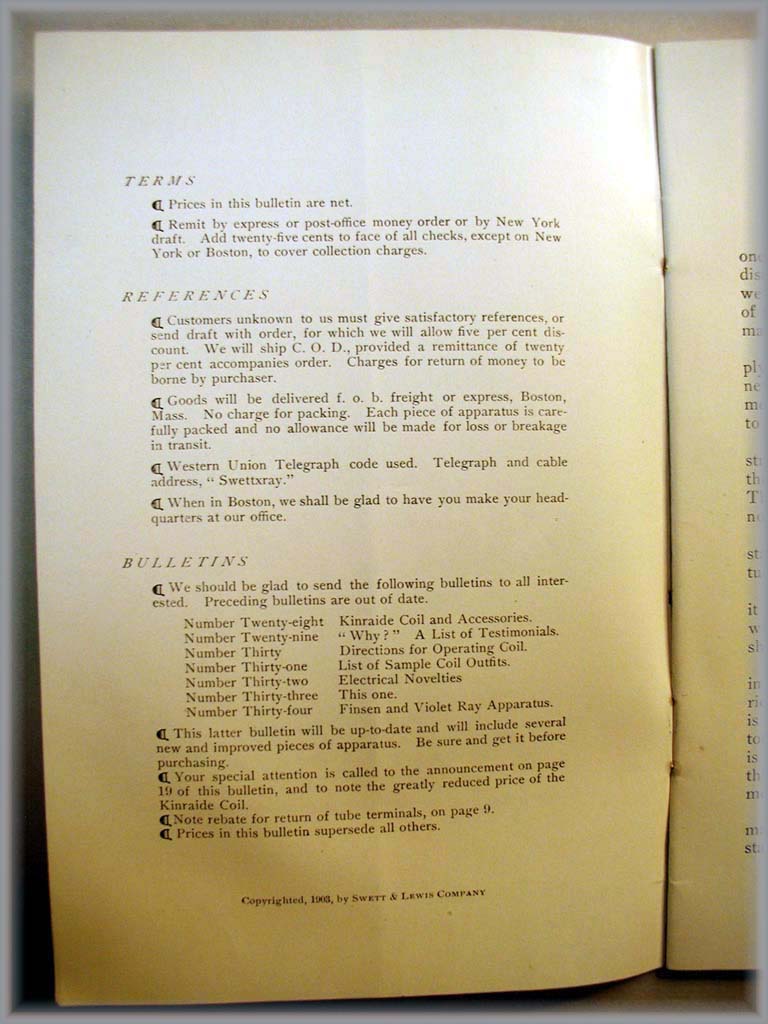 TERMS
¶ Prices in this bulletin are net.
¶ Remit by express or post-office money order or by New York
draft. Add twenty-five cents to face of all checks, except on New
York or Boston, to cover collection charges.
REFERENCES
¶ Customers unknown to us must give satisfactory references, or
send draft with order, for which we will allow five per cent dis-
count. We will ship C. O. D., provided a remittance of twenty
per cent accompanies order. Charges for return of money to be
borne by purchaser.
¶ Goods will be delivered f. o. b. freight or express, Boston,
Mass. No charge for packing. Each piece of apparatus is care-
fully packed and no allowance will be made for loss or breakage
in transit.
¶ Western Union Telegraph code used. Telegraph and cable
address, “ Swettxray.”
¶ When in Boston, we shall be glad to have you make your head-
quarters at our office.
BULLETINS
¶ We should be glad to send the following bulletins to all inter-
ested. Preceding bulletins are out of date.
Number Twenty-eight Kinraide Coil and Accessories.
Number Twenty-nine “ Why? ” A List of Testimonials.
Number Thirty Directions for Operating Coil.
Number Thirty-one List of Sample Coil Outfits.
Number Thirty-two Electrical Novelties
Number Thirty-three This one.
Number Thirty-four Finsen and Violet Ray Apparatus.
¶ This latter bulletin will be up-to-date and will include several
new and improved pieces of apparatus. Be sure and get it before
purchasing.
¶ Your special attention is called to the announcement on page
19 of this bulletin, and to note the greatly reduced price of the
Kinraide Coil.
¶ Note rebate for return of tube terminals, on page 9.
¶ Prices in this bulletin supersede all others.
Copyrighted, 1903, by SWETT & LEWIS COMPANY